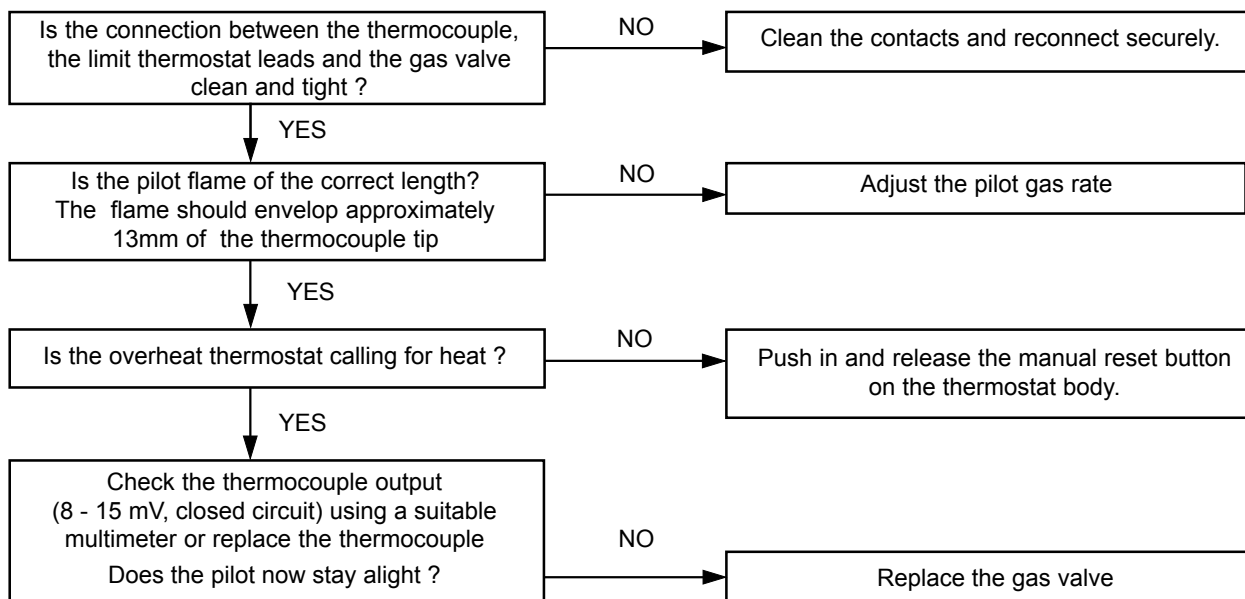 Is the connection between the thermocouple,
the limit thermostat leads and the gas valve
clean and tight ?
NO
Clean the contacts and reconnect securely.
YES
Is the pilot flame of the correct length?
The flame should envelop approximately
13mm of the thermocouple tip
NO
Adjust the pilot gas rate
YES
Is the overheat thermostat calling for heat ?
NO
Push in and release the manual reset button
on the thermostat body.
YES
Check the thermocouple output
(8 - 15 mV, closed circuit) using a suitable
multimeter or replace the thermocouple
Does the pilot now stay alight ?
NO
Replace the gas valve